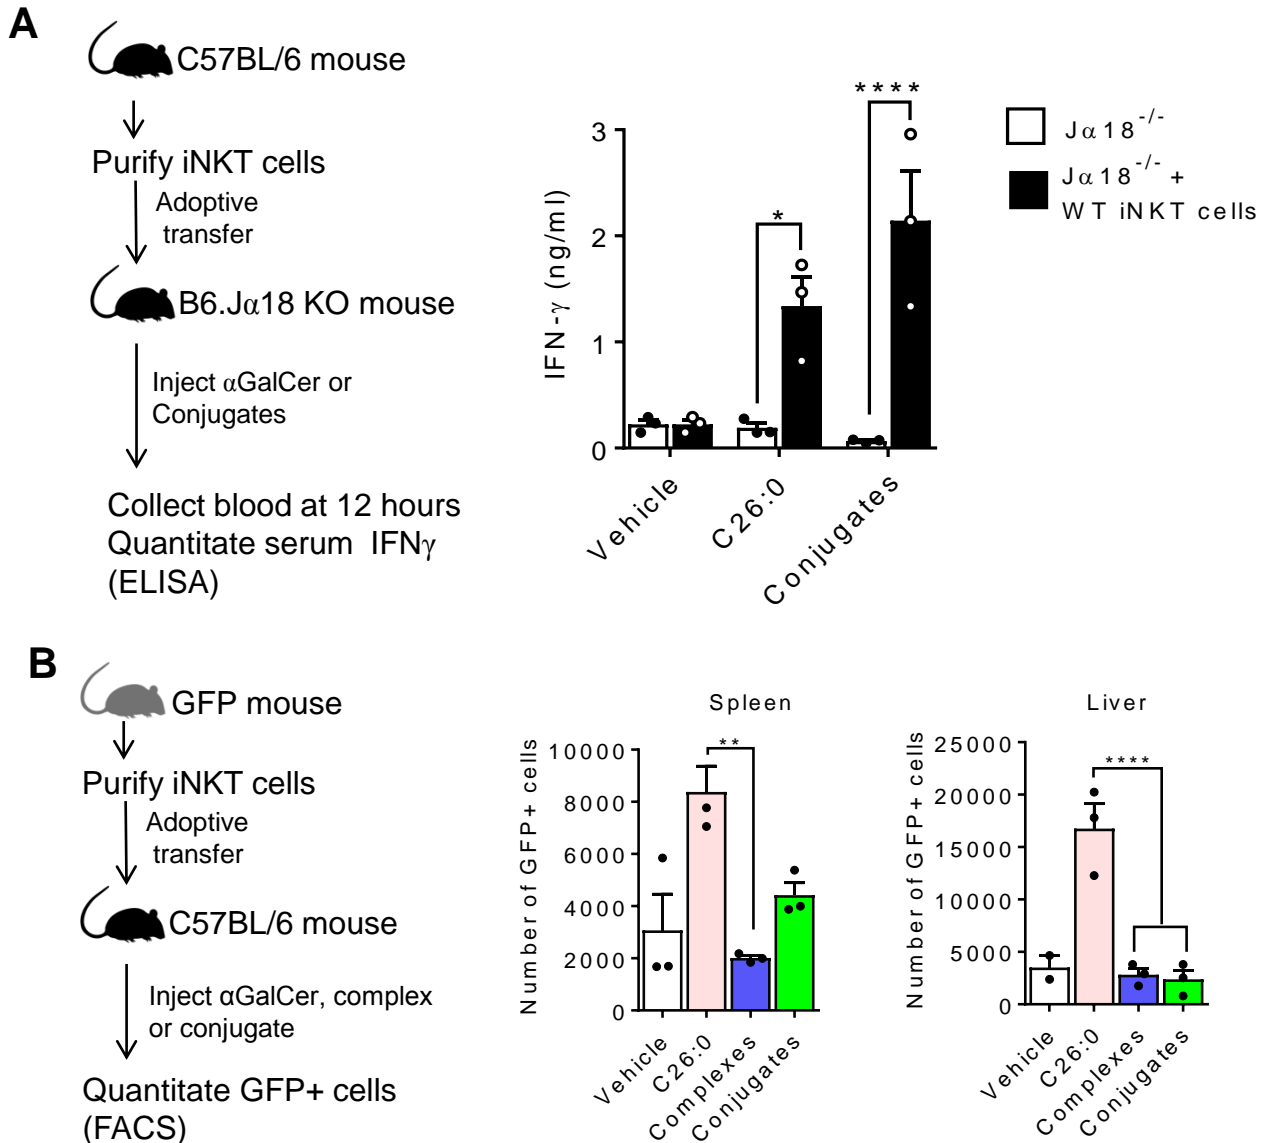 A
C57BL/6 mouse
Purify iNKT cells
Adoptive
transfer
B6.Jα18 KO mouse
Inject αGalCer or
Conjugates
Collect blood at 12 hours
Quantitate serum IFNγ
(ELISA)
IFN-γ (ng/ml)
3
2
1
0
*
****
Vehicle
C26:0
Conjugates
Jα18-/-
Jα18-/- +
WT iNKT cells
B
GFP mouse
Purify iNKT cells
Adoptive
transfer
C57BL/6 mouse
Inject αGalCer, complex
or conjugate
Quantitate GFP+ cells
(FACS)
Spleen
Number of GFP+ cells
10000
8000
6000
4000
2000
0
**
Vehicle
C26:0
Complexes
Conjugates
Liver
Number of GFP+ cells
25000
20000
15000
10000
5000
0
****
Vehicle
C26:0
Complexes
Conjugates